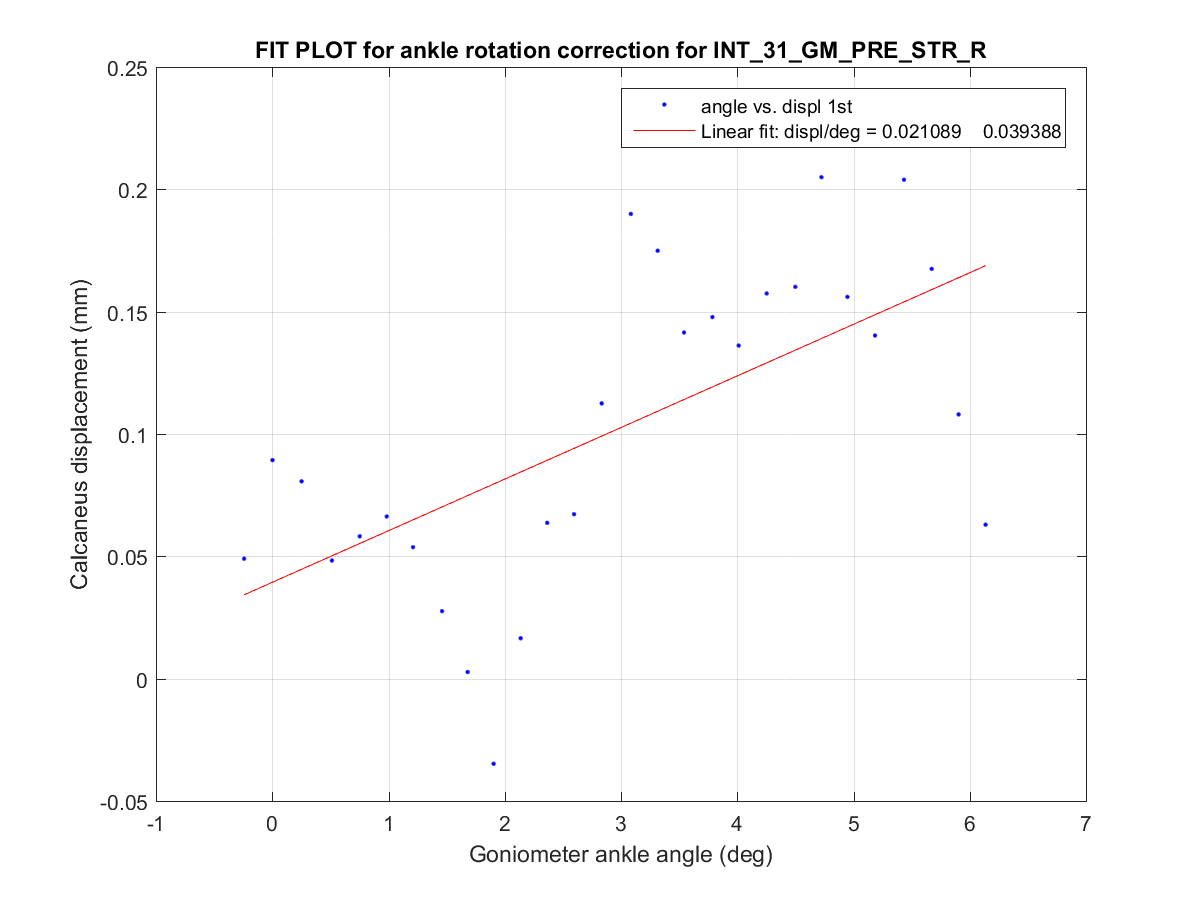 FIT PLOT for ankle rotation correction for INT_31_GM_PRE_STR_R
0.25
angle vs. displ 1st
Linear fit: displ/deg = 0.021089    0.039388
0.2
0.15
0.1
0.05
0
-0.05
Calcaneus displacement (mm)
-1 0 1 2 3 4 5 6 7
Goniometer ankle angle (deg)